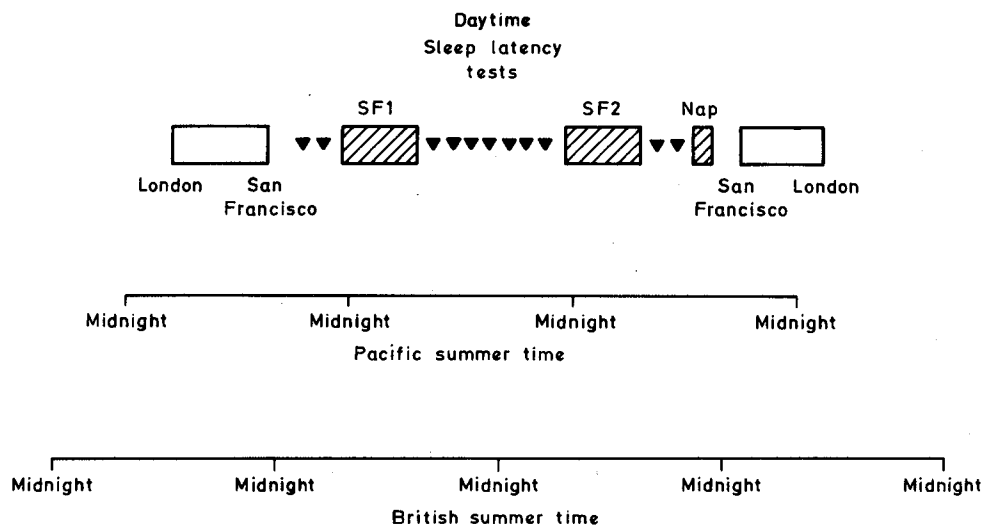 Daytime
Sleep latency
tests
SF1
SF2
Nap
London
San
Francisco
San
Francisco
London
Midnight
Midnight
Midnight
Midnight
Pacific summer time
Midnight
Midnight
Midnight
Midnight
Midnight
British summer time